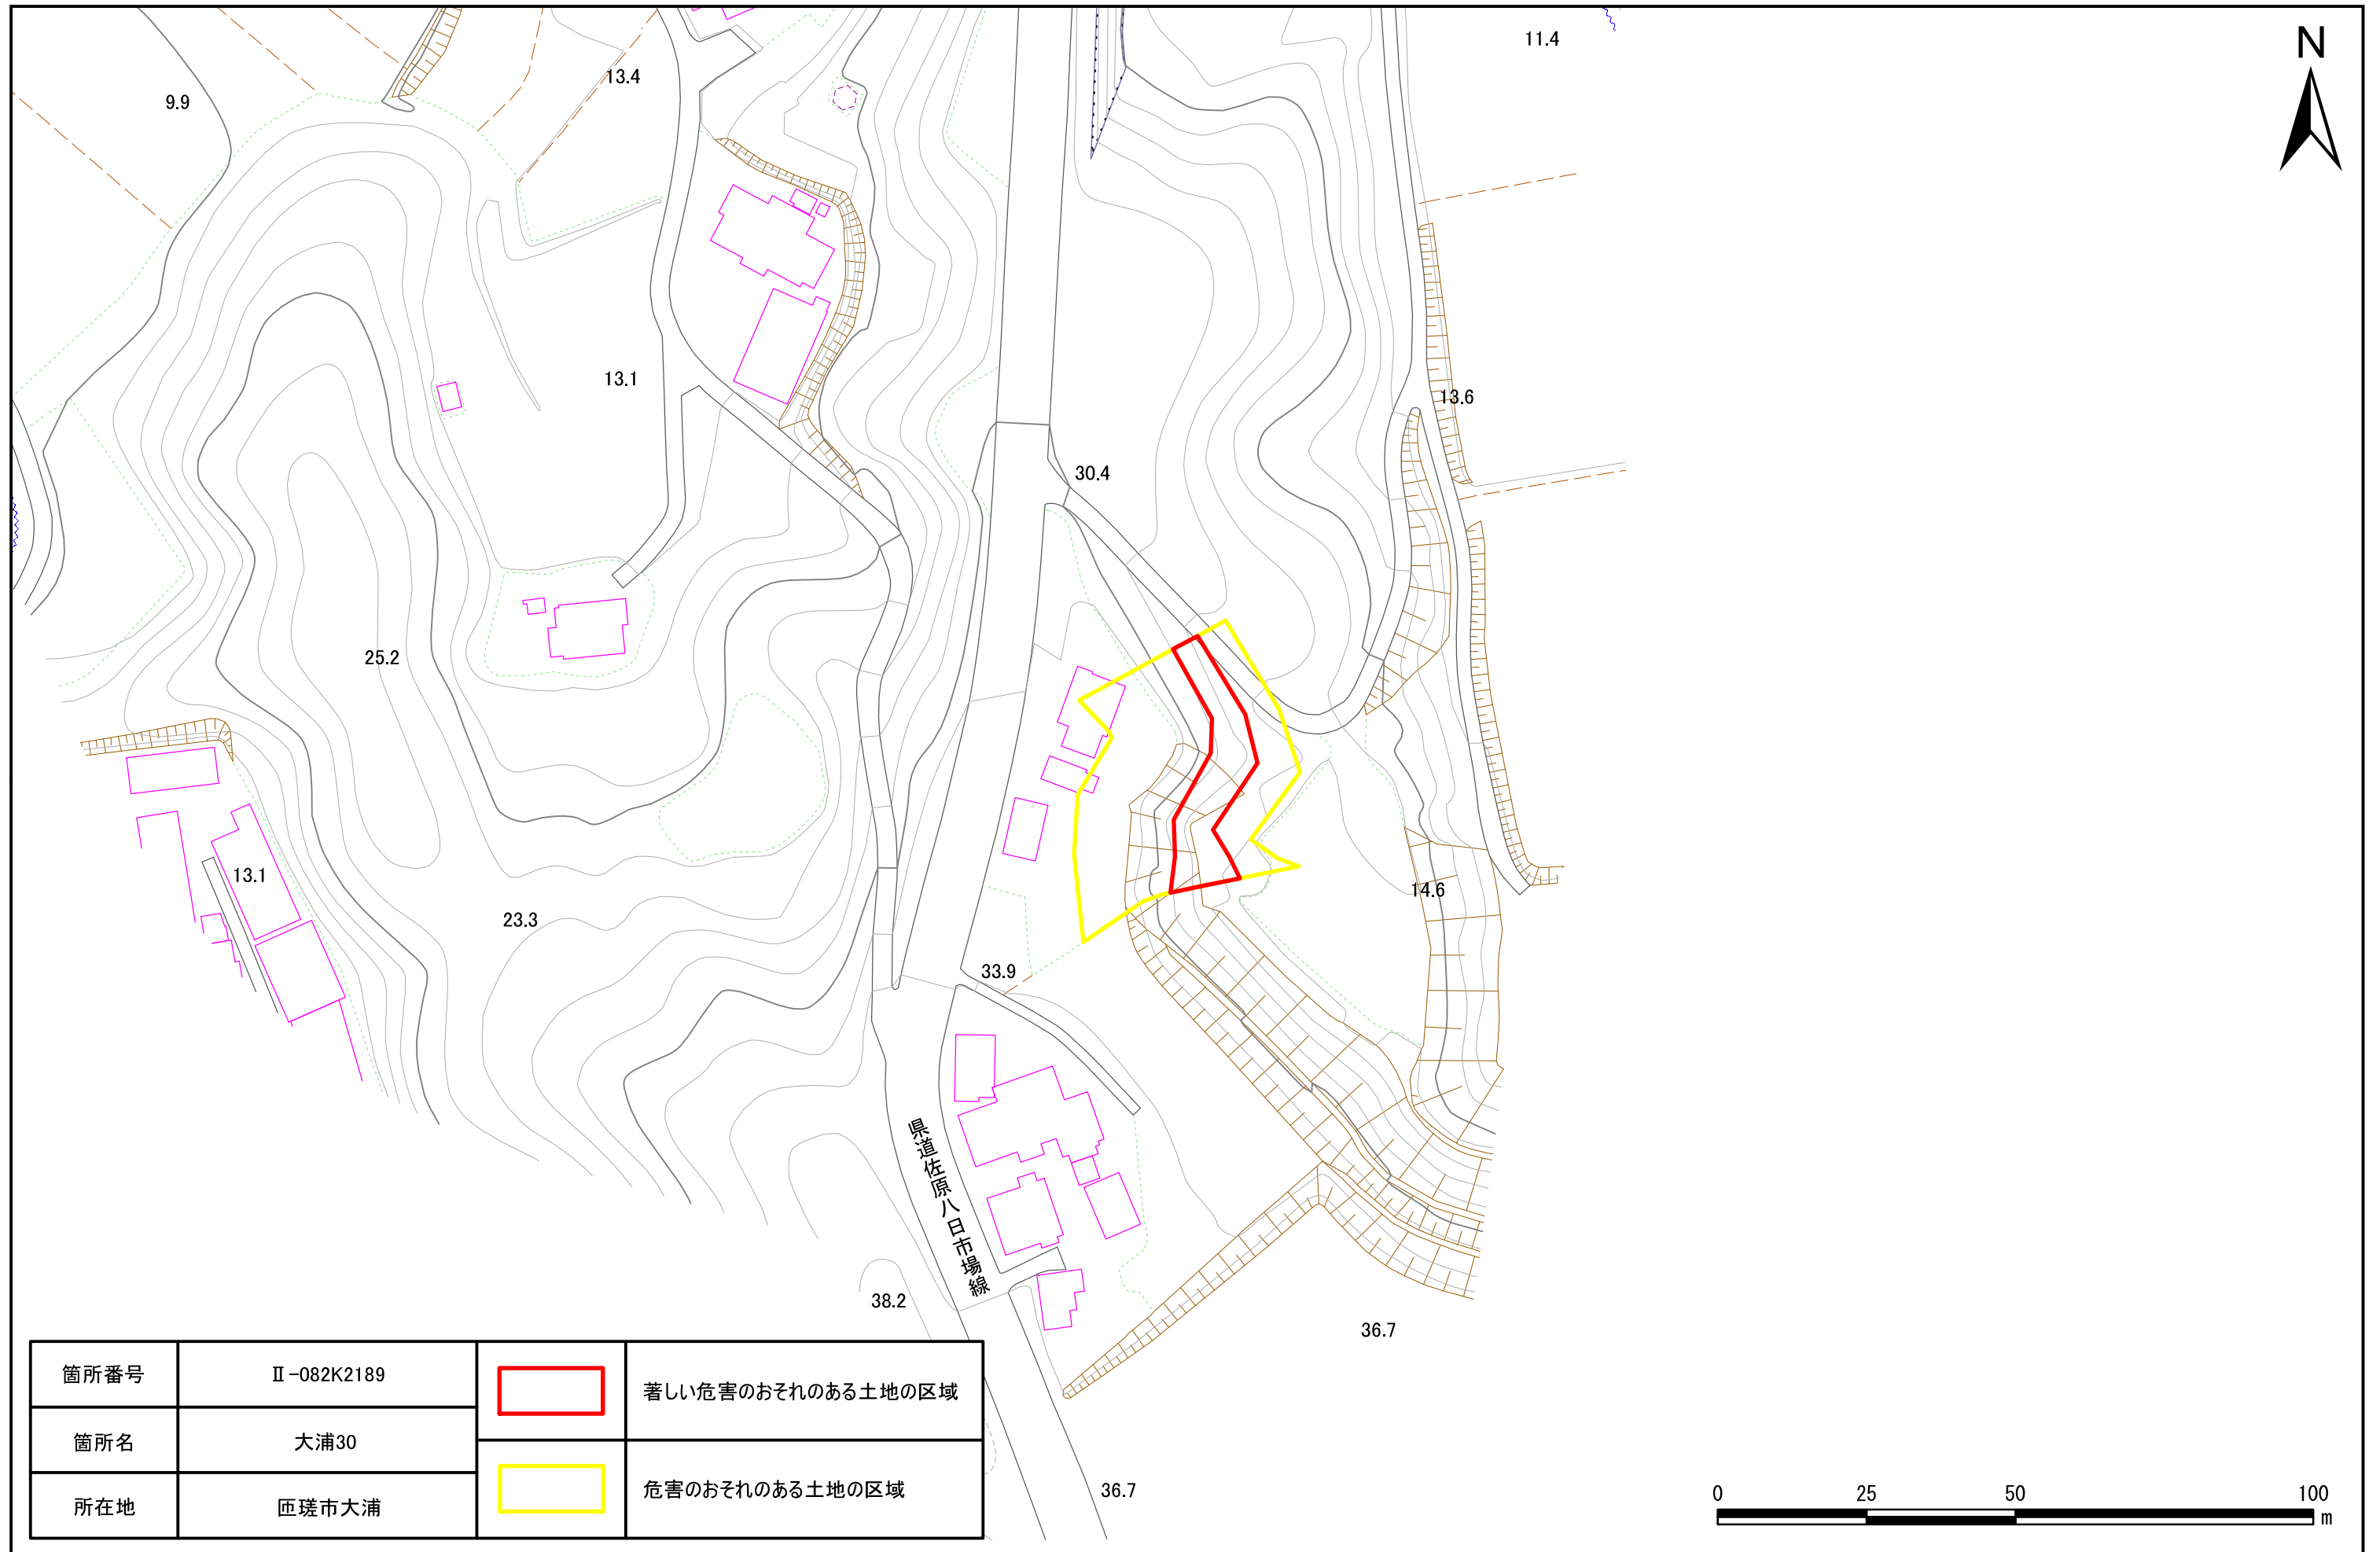 11.4
N
13.4
9.9
13.1
13.6
30.4
25.2
13.1
14.6
23.3
33.9
県道佐原八日市場線
38.2
36.7
36.7
箇所番号
Ⅱ-082K2189
箇所名
大浦30
所在地
匝瑳市大浦
著しい危害のおそれのある土地の区域
危害のおそれのある土地の区域
0 25 50 100
m